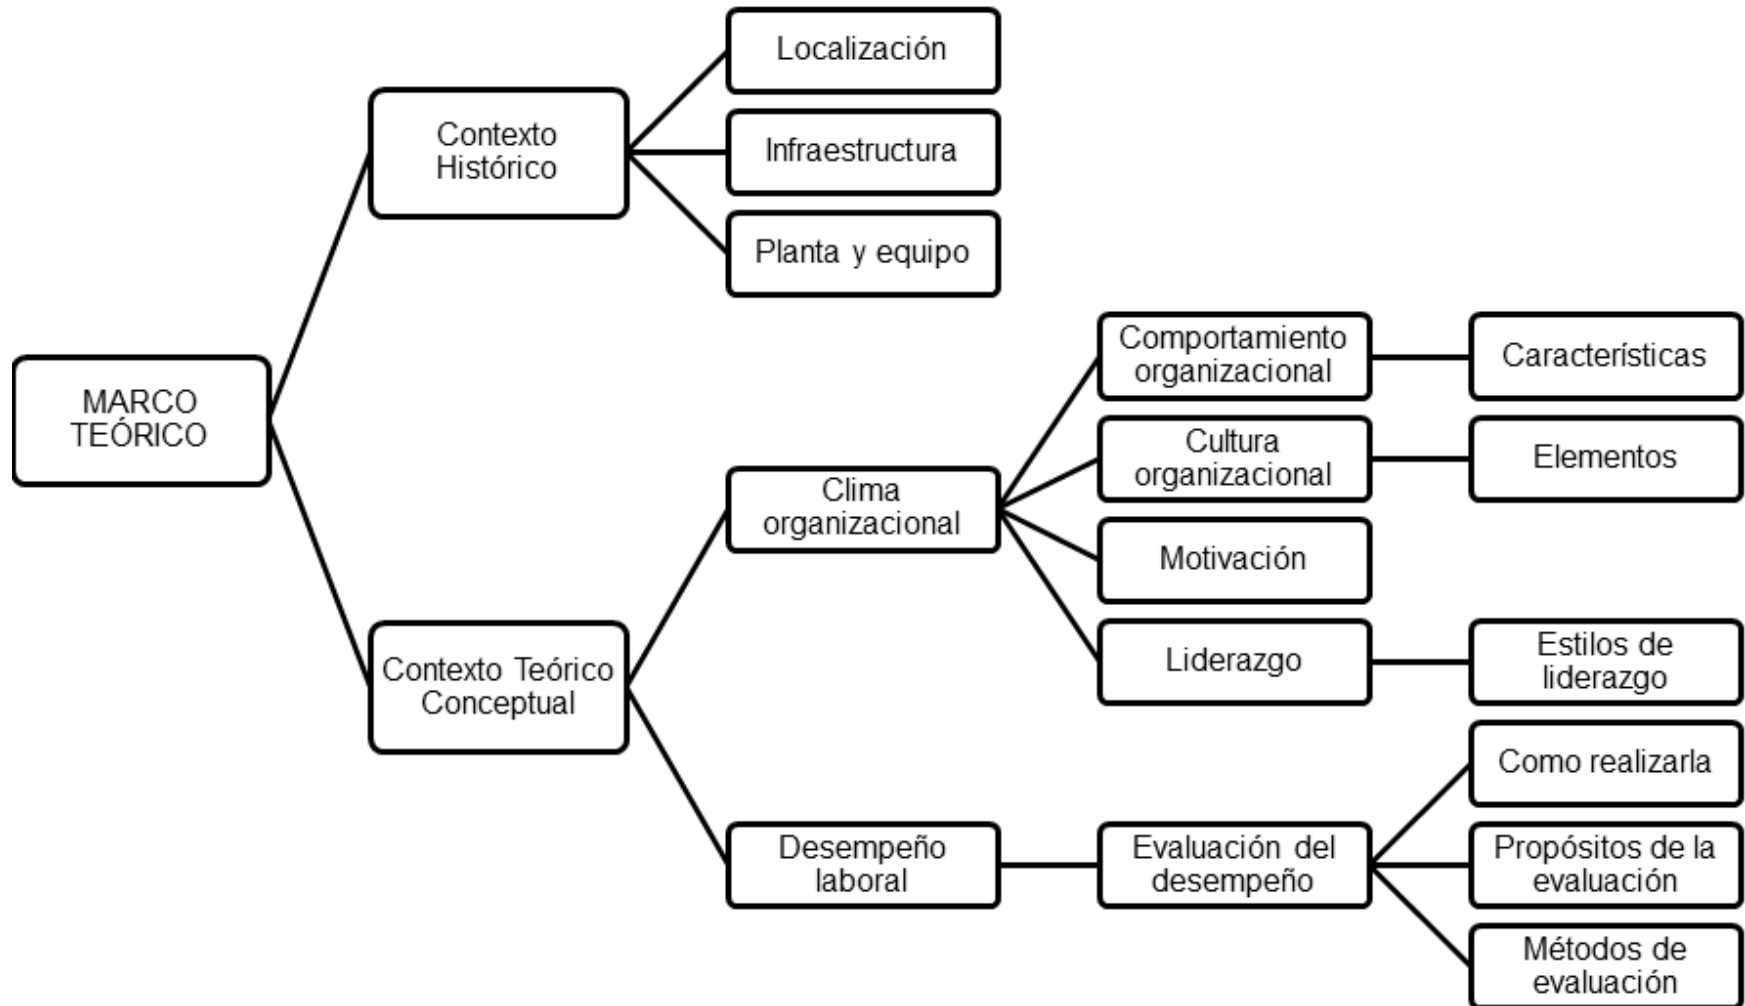 Localización
Contexto
Histórico
Infraestructura
Planta y equipo
MARCO
TEÓRICO
Comportamiento
organizacional
Características
Cultura
organizacional
Elementos
Clima
organizacional
Motivación
Liderazgo
Estilos de
liderazgo
Contexto Teórico
Conceptual
Como realizarla
Desempeño
laboral
Evaluación del
desempeño
Propósitos de la
evaluación
Métodos de
evaluación